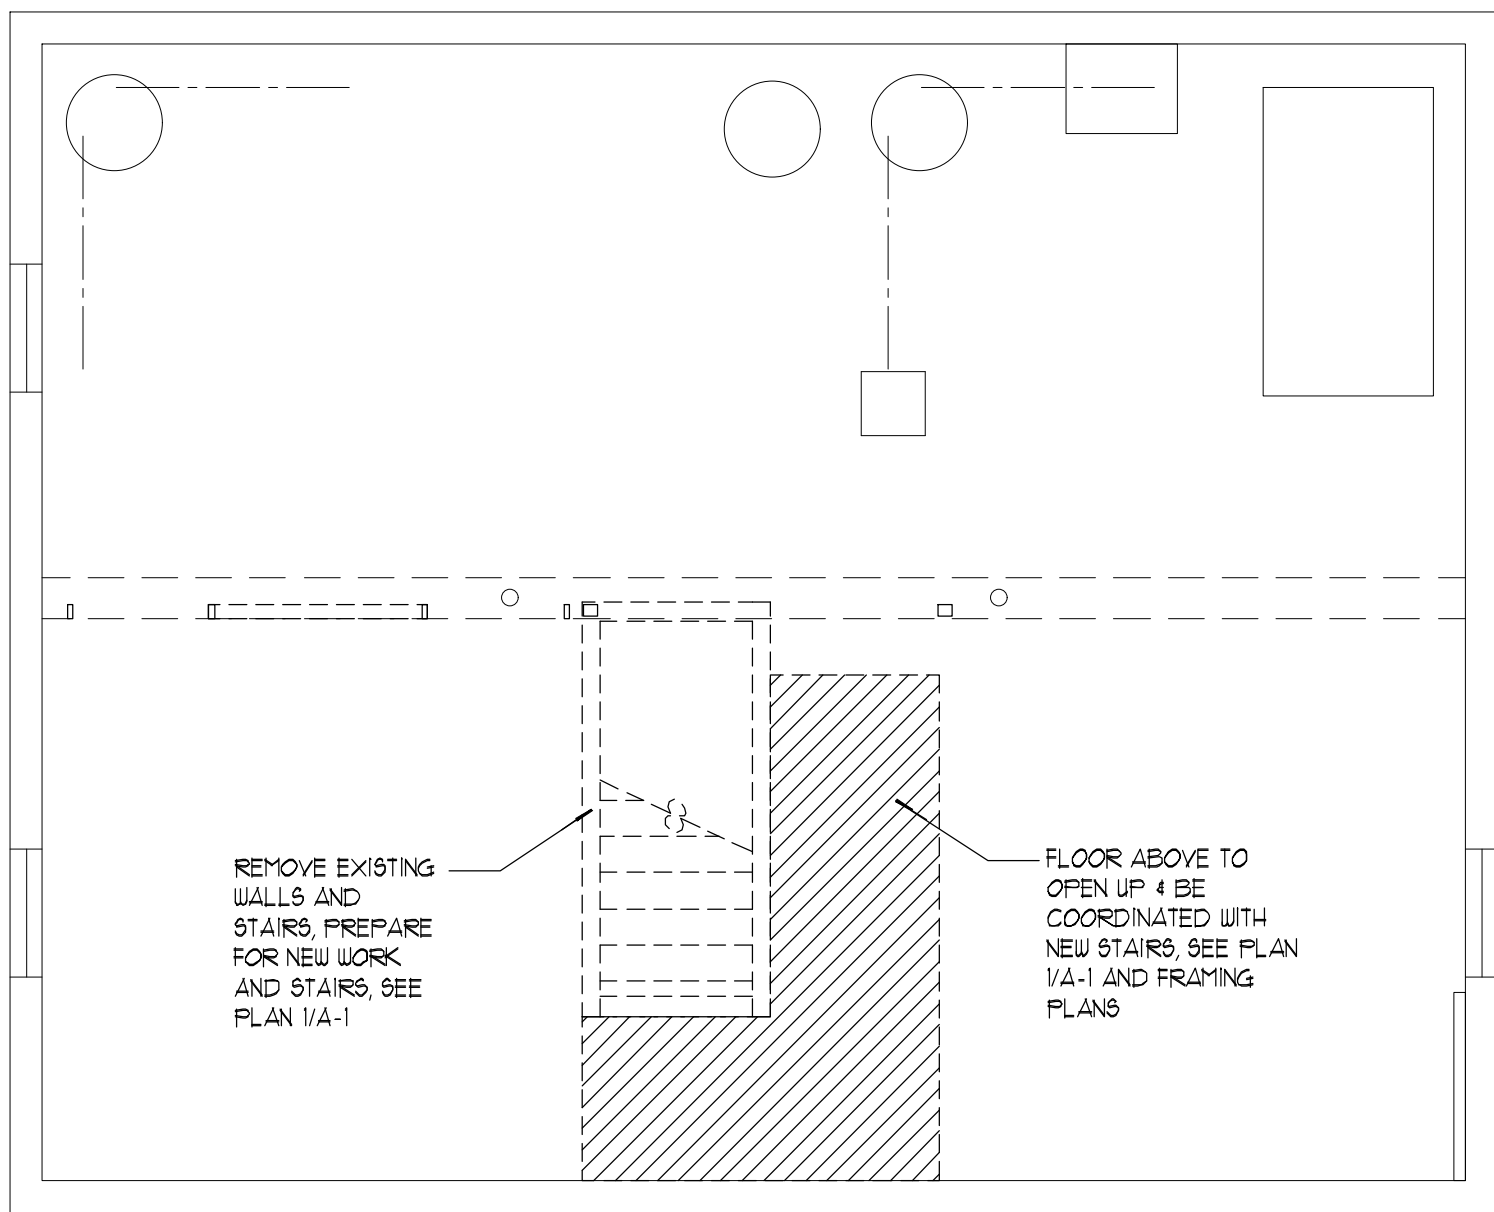 REMOVE EXISTING
WALLS AND
STAIRS, PREPARE
FOR NEW WORK
AND STAIRS, SEE
PLAN 1/A-1
FLOOR ABOVE TO
OPEN UP & BE
COORDINATED WITH
NEW STAIRS, SEE PLAN
1/A-1 AND FRAMING
PLANS